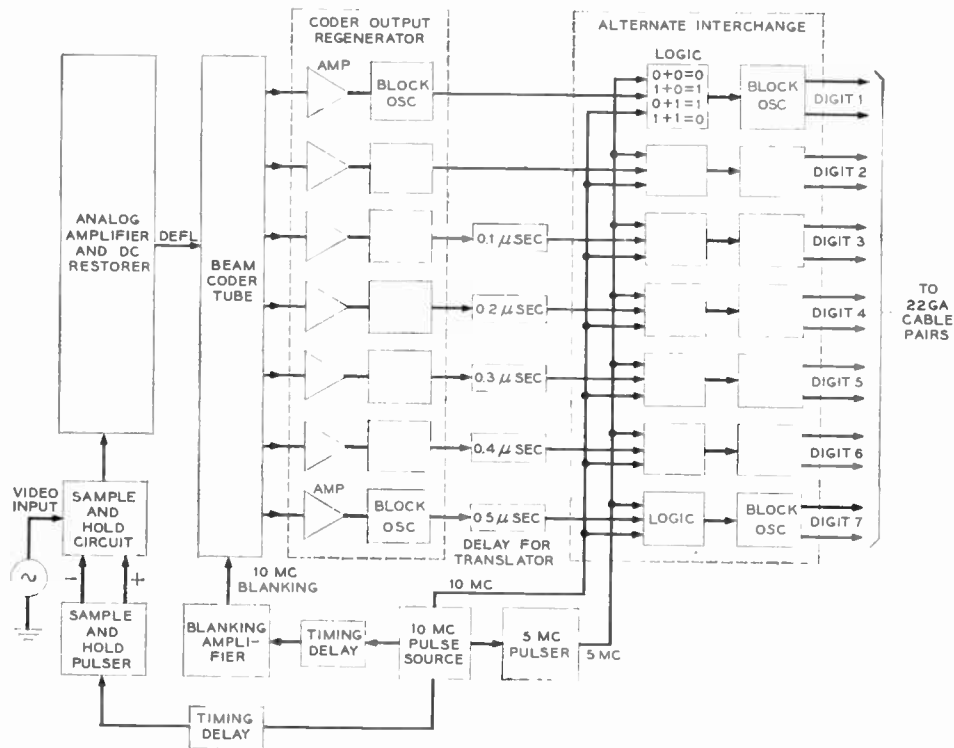 CODER OUTPUT
REGENERATOR
ALTERNATE INTERCHANGE
AMP
BLOCK
OSC
LOGIC
0+0=0
1+0=1
0+1=1
1+1=0
BLOCK
OSC
DIGIT 1
DIGIT 2
ANALOG
AMPLIFIER
AND DC
RESTORER
DEFL
BEAM
CODER
TUBE
0.1 μSEC
DIGIT 3
0.2 μSEC
DIGIT 4
TO
22GA
CABLE
PAIRS
0.3 μSEC
DIGIT 5
0.4 μSEC
DIGIT 6
VIDEO
INPUT
SAMPLE
AND
HOLD
CIRCUIT
AMP
BLOCK
OSC
0.5 μSEC
DELAY FOR
TRANSLATOR
LOGIC
BLOCK
OSC
DIGIT 7
- +
10 MC
BLANKING
10 MC
SAMPLE
AND
HOLD
PULSER
BLANKING
AMPLI-
FIER
TIMING
DELAY
10 MC
PULSE
SOURCE
5 MC
PULSER
5 MC
TIMING
DELAY